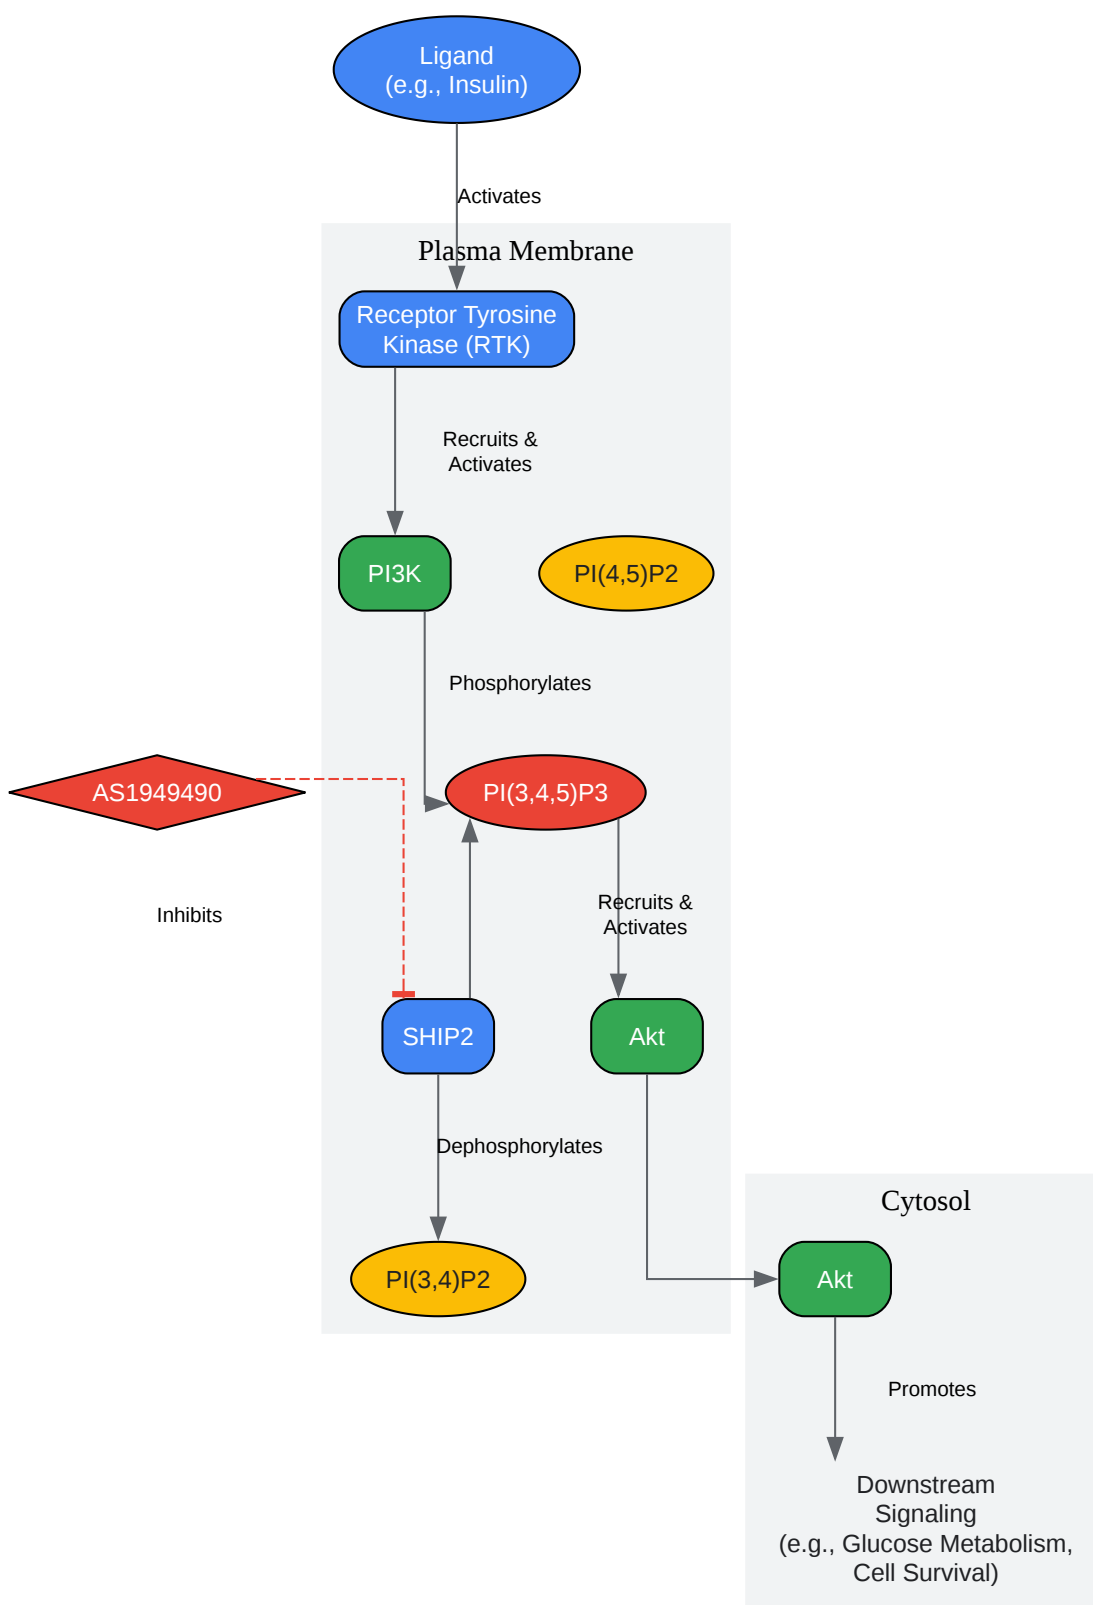 Ligand
(e.g., Insulin)
Activates
Plasma Membrane
Receptor Tyrosine
Kinase (RTK)
Recruits &
Activates
PI3K
PI(4,5)P2
Phosphorylates
AS1949490
PI(3,4,5)P3
Inhibits
Recruits &
Activates
SHIP2
Akt
Dephosphorylates
PI(3,4)P2
Cytosol
Akt
Promotes
Downstream
Signaling
(e.g., Glucose Metabolism,
Cell Survival)